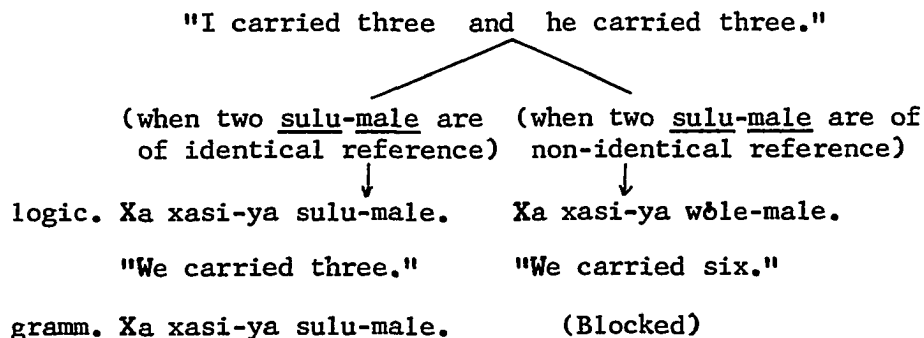 "I carried three and he carried three."
(when two sulu-male are (when two sulu-male are of
of identical reference) non-identical reference)
logic. Xa xasi-ya sulu-male. Xa xasi-ya wòle-male.
"We carried three." "We carried six."
gramm. Xa xasi-ya sulu-male. (Blocked)